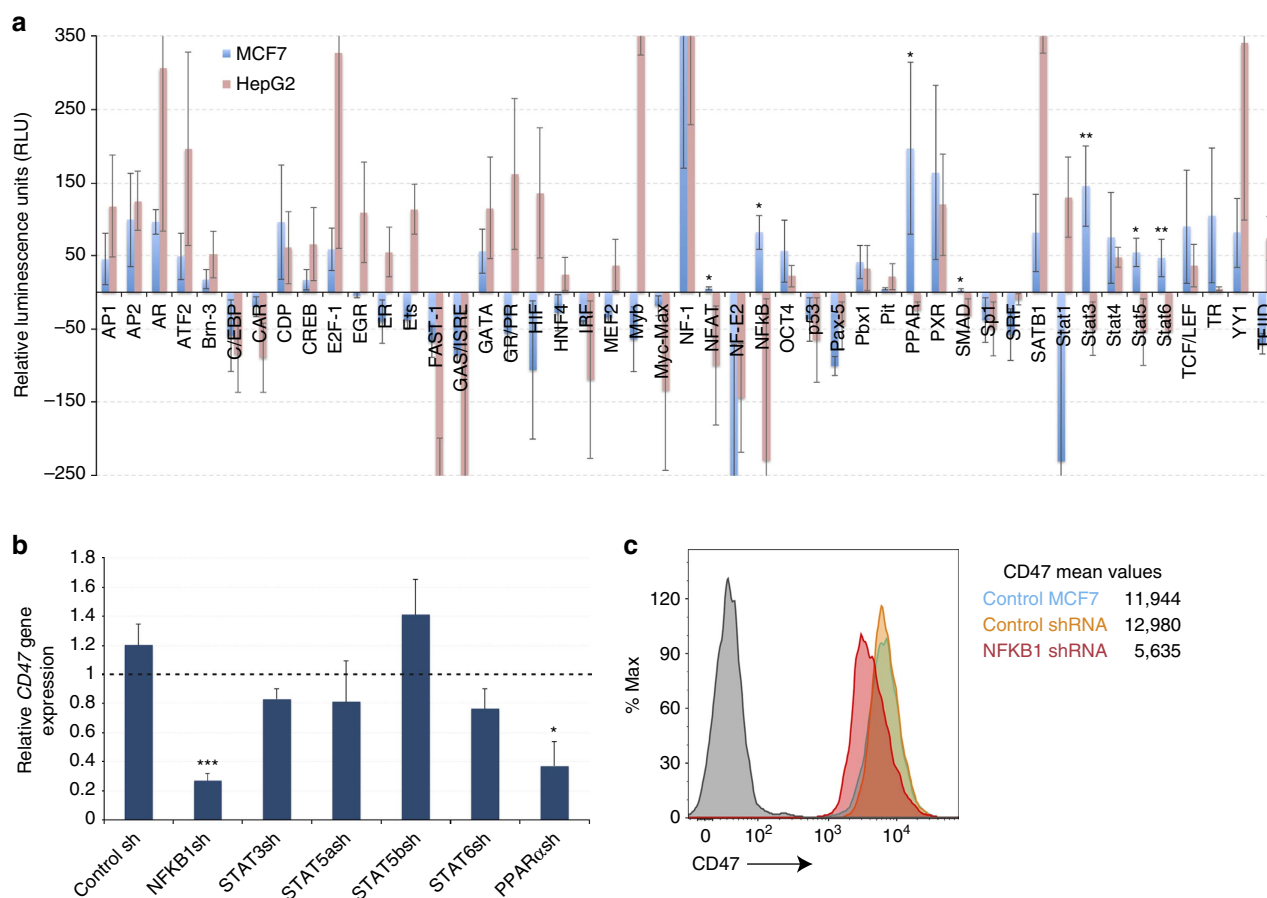 a
350
250
150
50
−50
−150
−250
Relative luminescence units (RLU)
MCF7
HepG2
* * * ** * ** *
AP1
AP2
AR
ATF2
Brn-3
C/EBP
CAR
CDP
CREB
E2F-1
EGR
ER
Ets
FAST-1
GAS/ISRE
GATA
GR/PR
HIF
HNF4
IRF
MEF2
Myb
Myc-Max
NF-1
NFAT
NF-E2
NFkB
OCT4
p53
Pax-5
Pbx1
Pit
PPAR
PXR
SMAD
Sp1
SRF
SATB1
Stat1
Stat3
Stat4
Stat5
Stat6
TCF/LEF
TR
YY1
TFIID
b
1.8
1.6
1.4
1.2
1
0.8
0.6
0.4
0.2
0
Relative CD47 gene
expression
***
*
Control sh
NFKB1sh
STAT3sh
STAT5ash
STAT5bsh
STAT6sh
PPARαsh
c
120
90
60
30
0
% Max
0 10² 10³ 10⁴
CD47
CD47 mean values
Control MCF7 11,944
Control shRNA 12,980
NFKB1 shRNA 5,635